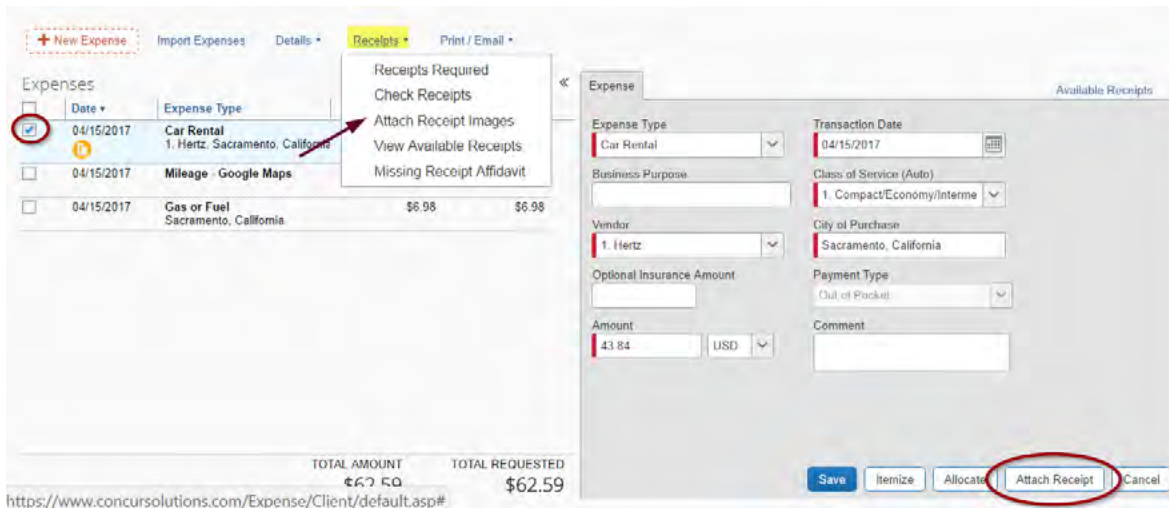 + New Expense Import Expenses Details Receipts Print / Email
Receipts Required
Check Receipts
Attach Receipt Images
View Available Receipts
Missing Receipt Affidavit
Expenses
Date Expense Type
04/15/2017 Car Rental
1. Hertz, Sacramento, California
04/15/2017 Mileage - Google Maps
04/15/2017 Gas or Fuel $6.98 $6.98
Sacramento, California
TOTAL AMOUNT TOTAL REQUESTED
$62.59 $62.59
https://www.concursolutions.com/Expense/Client/default.asp#
«
Expense Available Receipts
Expense Type Transaction Date
Car Rental 04/15/2017
Business Purpose Class of Service (Auto)
1. Compact/Economy/Interme
Vendor City of Purchase
1. Hertz Sacramento, California
Optional Insurance Amount Payment Type
Out of Pocket
Amount Comment
43.84 USD
Save Itemize Allocate Attach Receipt Cancel